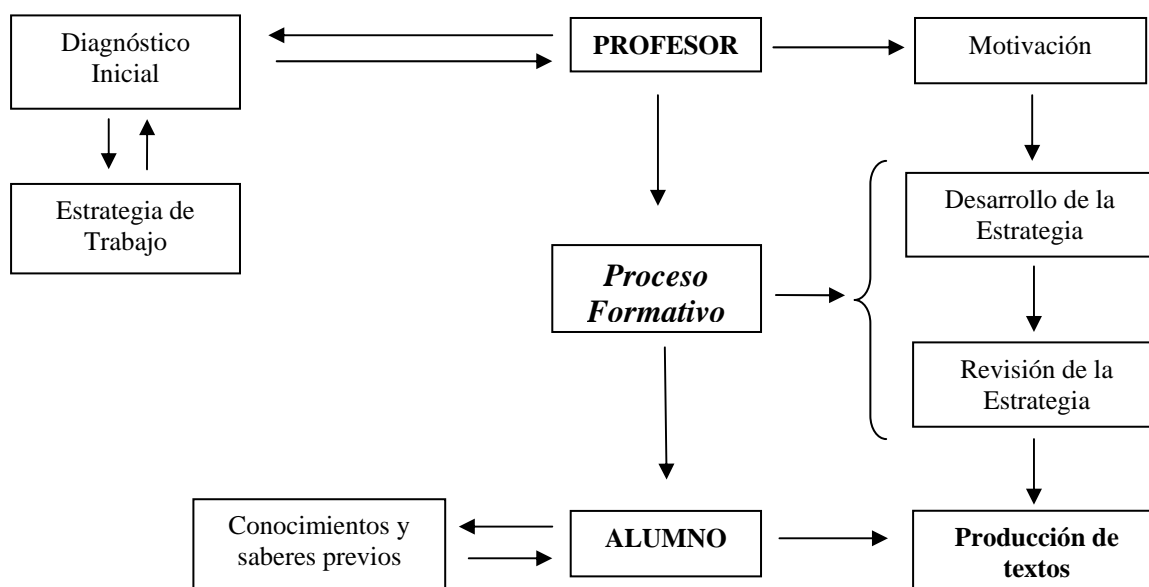 Diagnóstico
Inicial
PROFESOR
Motivación
Estrategia de
Trabajo
Desarrollo de la
Estrategia
Proceso
Formativo
Revisión de la
Estrategia
Conocimientos y
saberes previos
ALUMNO
Producción de
textos